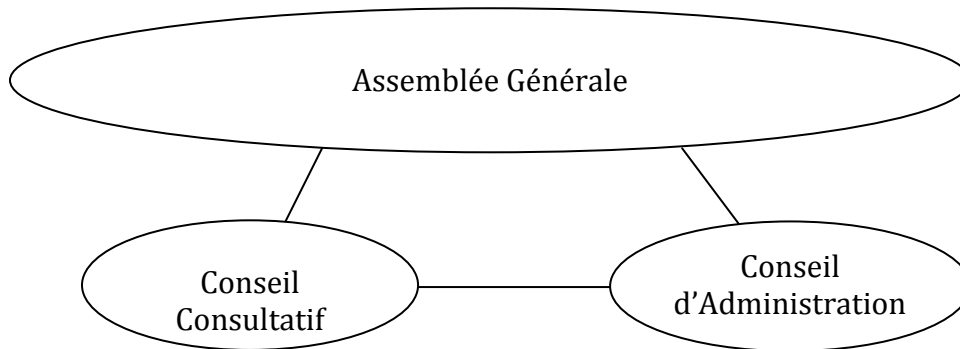 Assemblée Générale
Conseil
Consultatif
Conseil
d’Administration